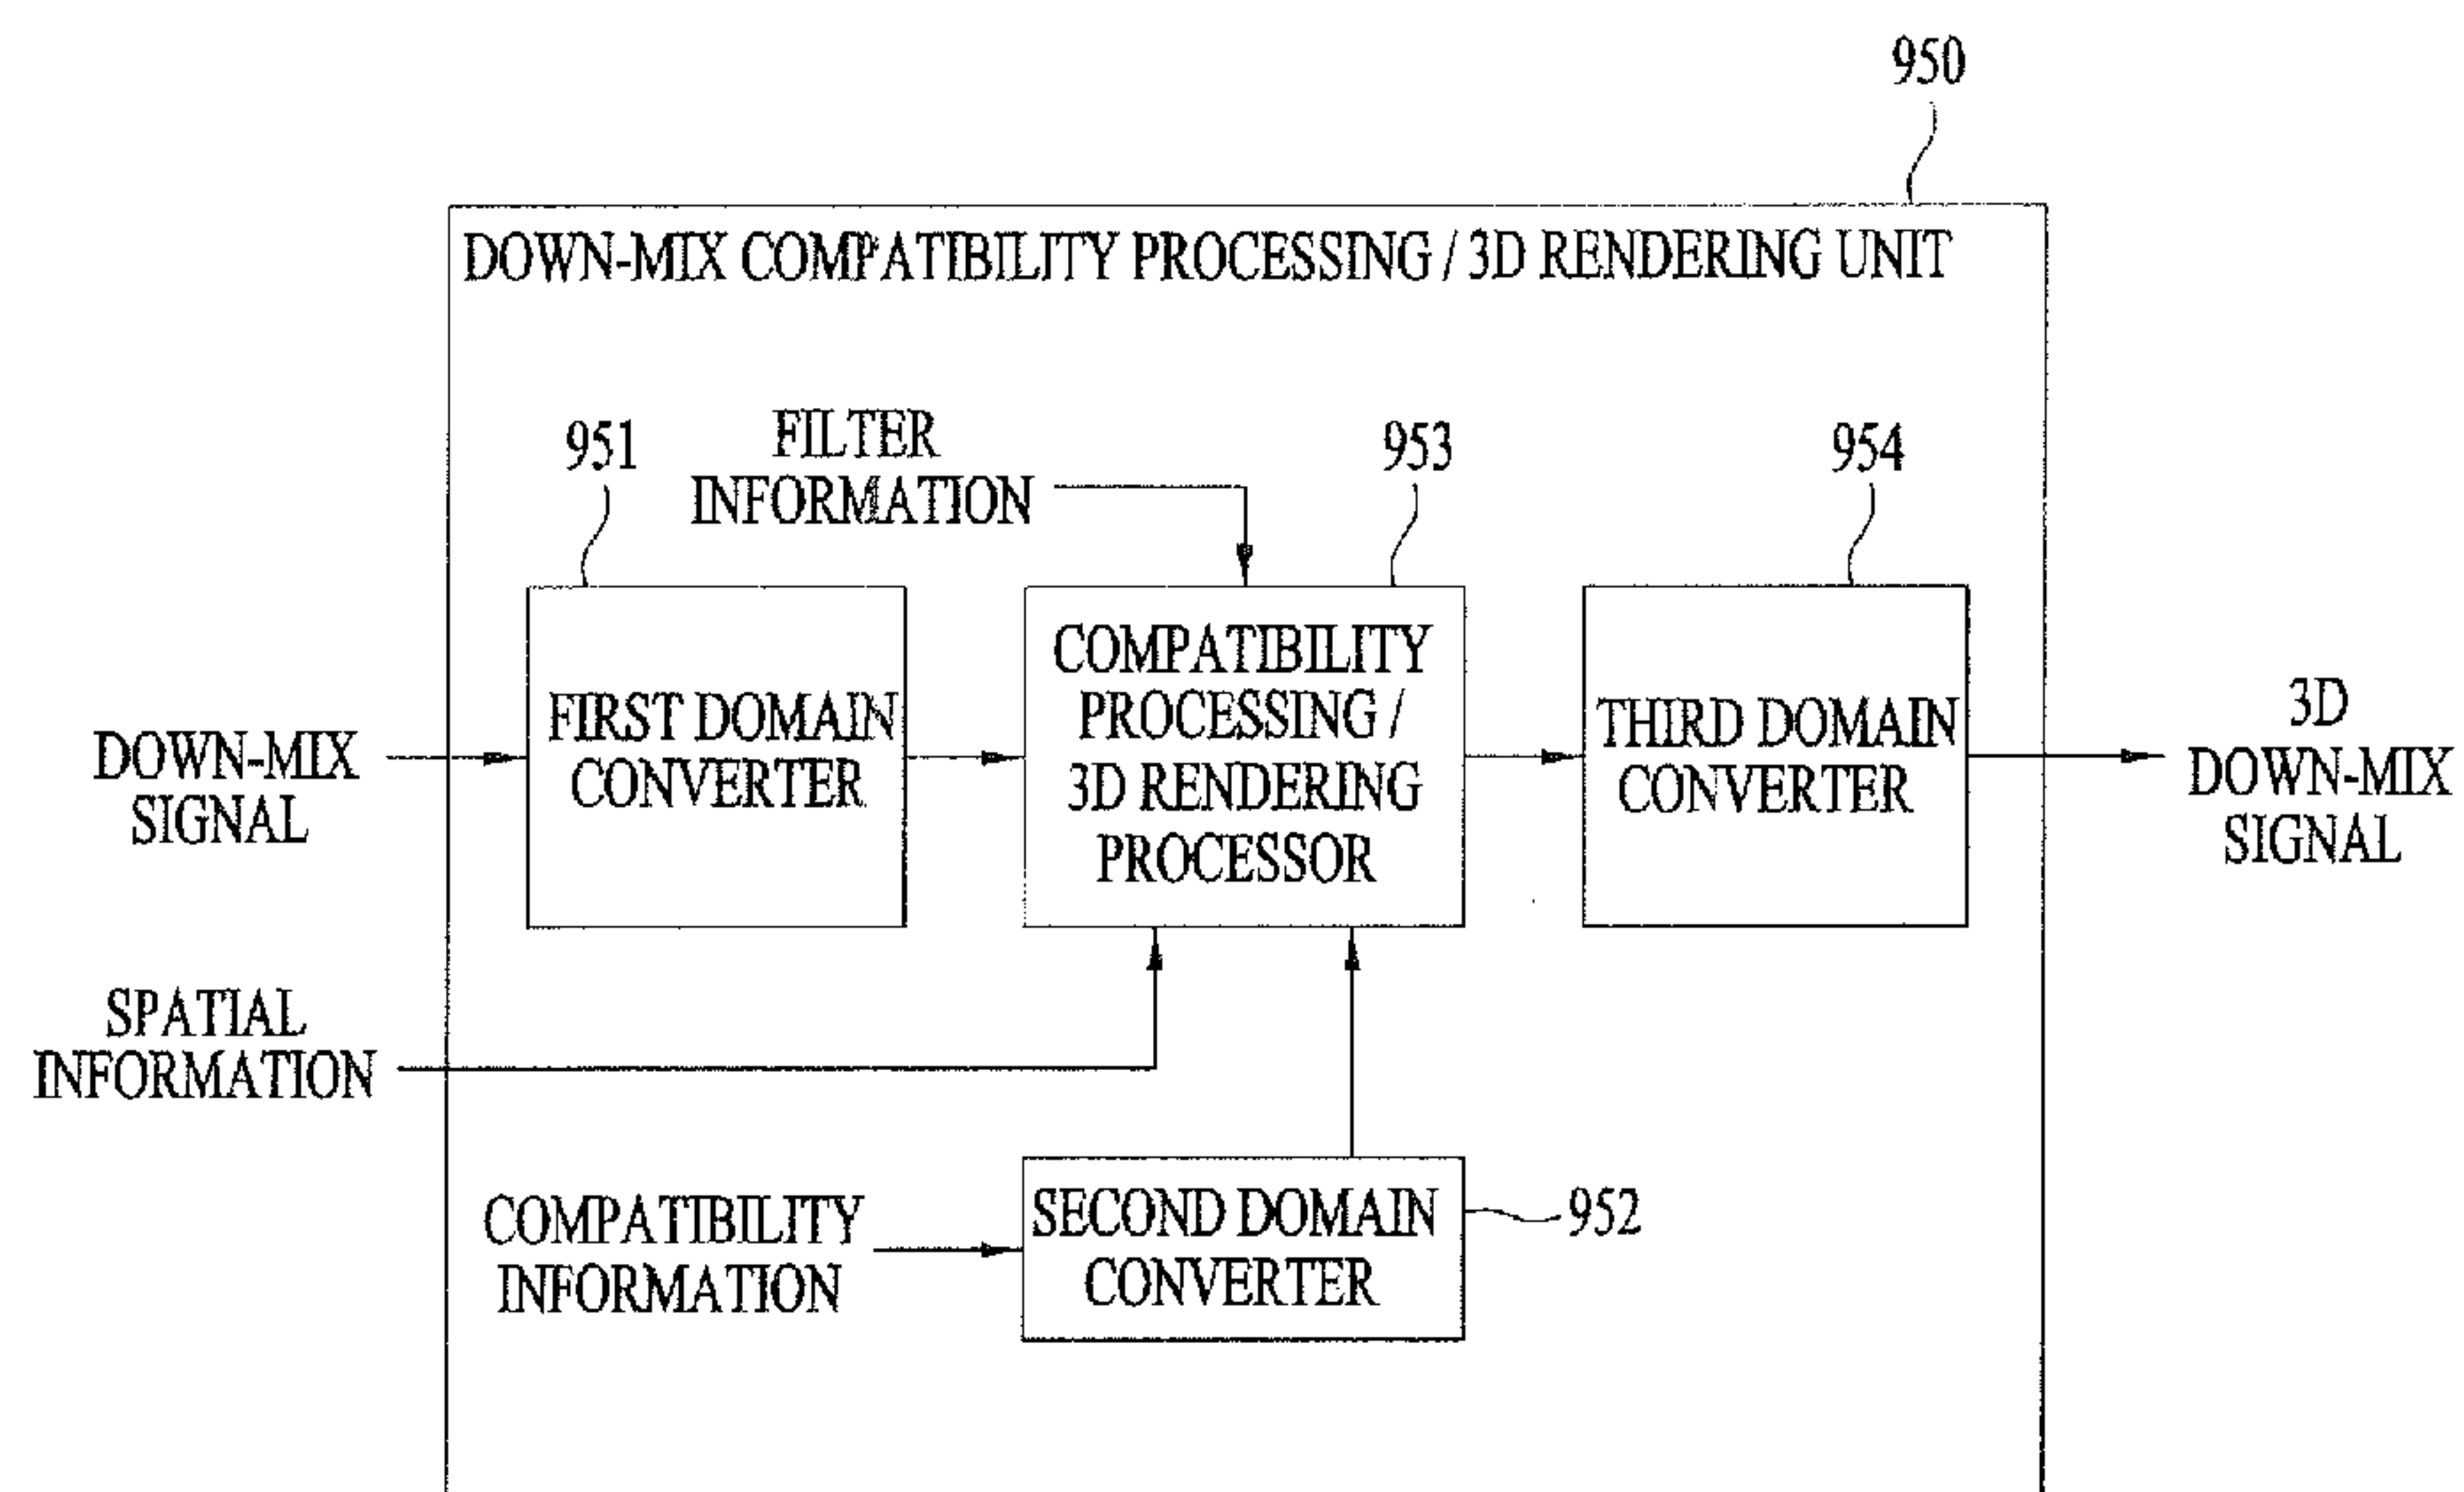 950
DOWN-MIX COMPATIBILITY PROCESSING / 3D RENDERING UNIT
951
FILTER
INFORMATION
953
954
FIRST DOMAIN
CONVERTER
COMPATIBILITY
PROCESSING /
3D RENDERING
PROCESSOR
THIRD DOMAIN
CONVERTER
DOWN-MIX
SIGNAL
3D
DOWN-MIX
SIGNAL
SPATIAL
INFORMATION
COMPATIBILITY
INFORMATION
SECOND DOMAIN
CONVERTER
952